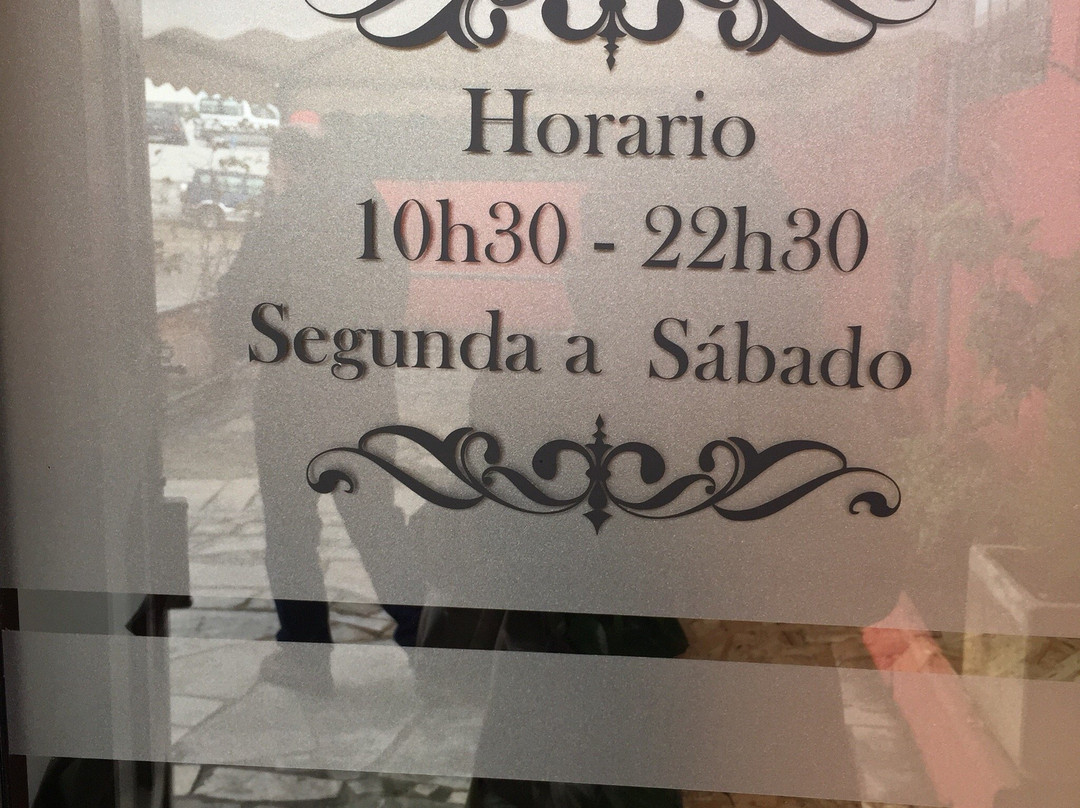 Horario
10h30 - 22h30
Segunda a Sábado